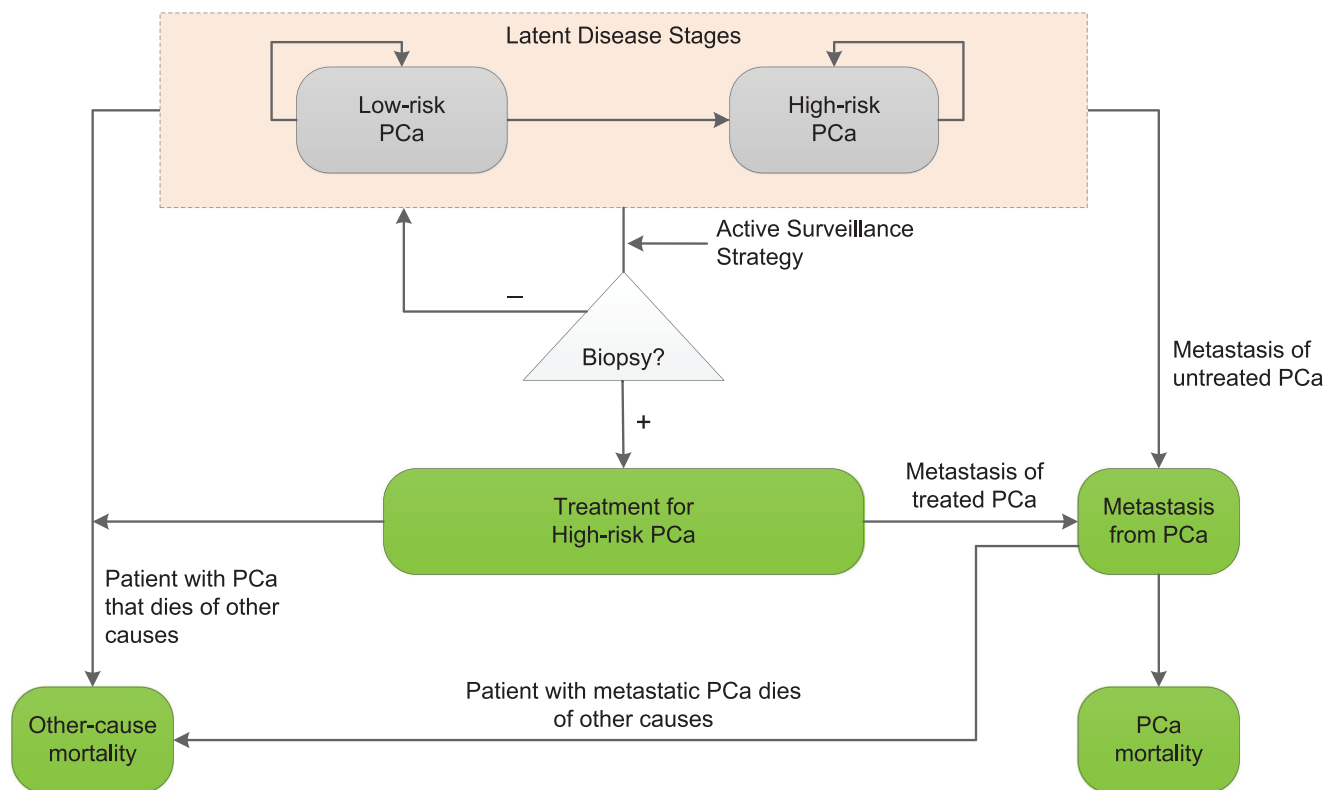 Latent Disease Stages
Low-risk
PCa
High-risk
PCa
Active Surveillance
Strategy
–
Biopsy?
+
Metastasis of
untreated PCa
Treatment for
High-risk PCa
Metastasis of
treated PCa
Metastasis
from PCa
Patient with PCa
that dies of other
causes
Patient with metastatic PCa dies
of other causes
Other-cause
mortality
PCa
mortality